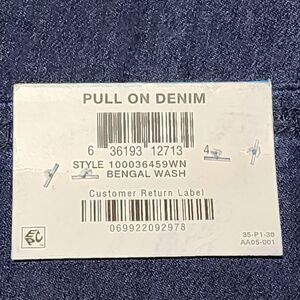 PULL ON DENIM
6 36193 12713 4
STYLE 100036459WN
BENGAL WASH
Customer Return Label
069922092978
35-P.1-30
AA05-001